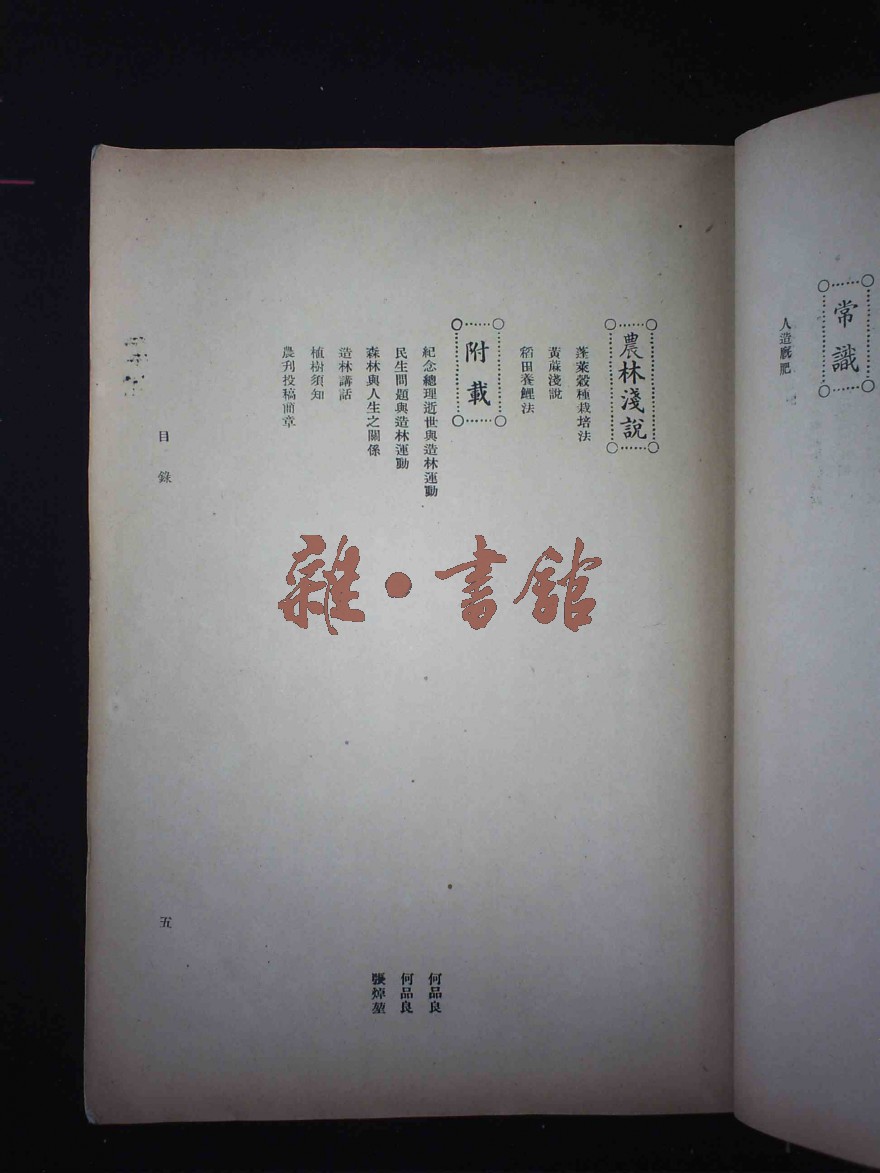 常識
人造厩肥
農林淺說
蓬萊穀種栽培法
黃蔴淺說
稻田養鯉法
附載
紀念總理逝世與造林運動
何品良
民生問題與造林運動
何品良
森林與人生之關係
張焯堃
造林講話
植樹須知
農刋投稿簡章
目錄
五
雜·書館